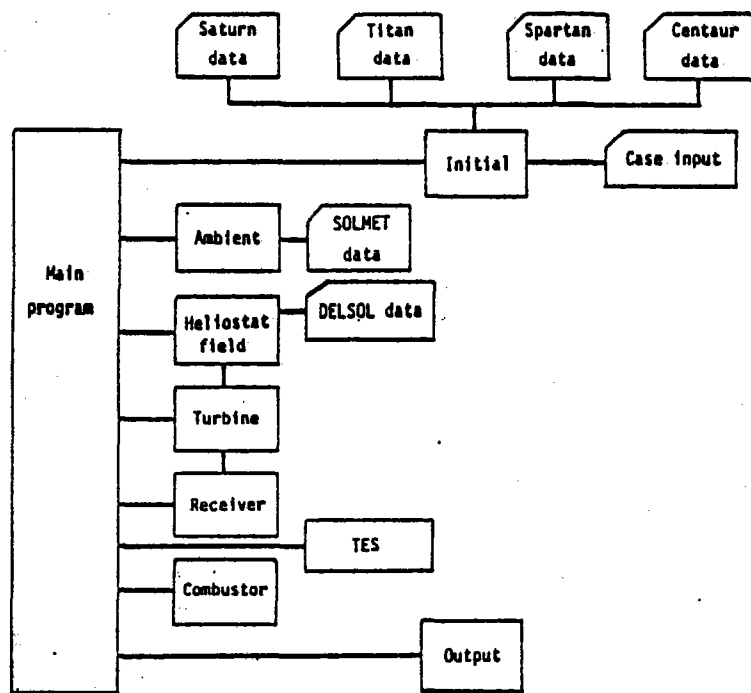 Saturn
data
Titan
data
Spartan
data
Centaur
data
Initial
Case input
Ambient
SOLMET
data
Main
program
Heliostat
field
DELSOL data
Turbine
Receiver
TES
Combustor
Output